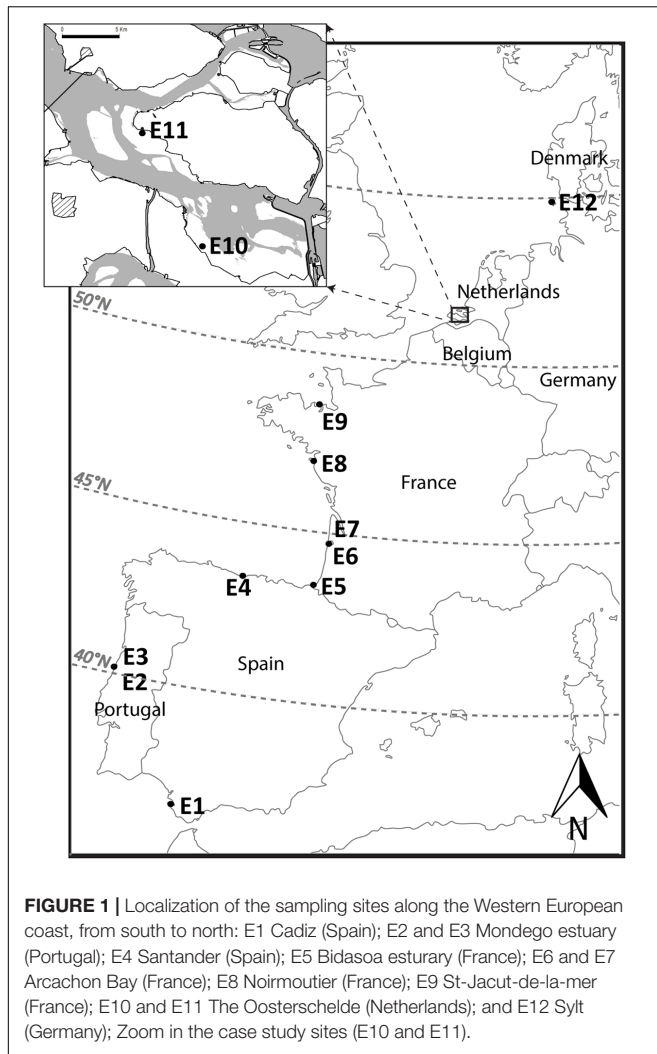 0
5 Km
E11
E10
Denmark
E12
Netherlands
50°N
Belgium
Germany
E9
E8
France
45°N
E7
E6
E4
E5
40°N
E3
E2
Spain
Portugal
E1
N
FIGURE 1 | Localization of the sampling sites along the Western European
coast, from south to north: E1 Cadiz (Spain); E2 and E3 Mondego estuary
(Portugal); E4 Santander (Spain); E5 Bidasoa esturary (France); E6 and E7
Arcachon Bay (France); E8 Noirmoutier (France); E9 St-Jacut-de-la-mer
(France); E10 and E11 The Oosterschelde (Netherlands); and E12 Sylt
(Germany); Zoom in the case study sites (E10 and E11).